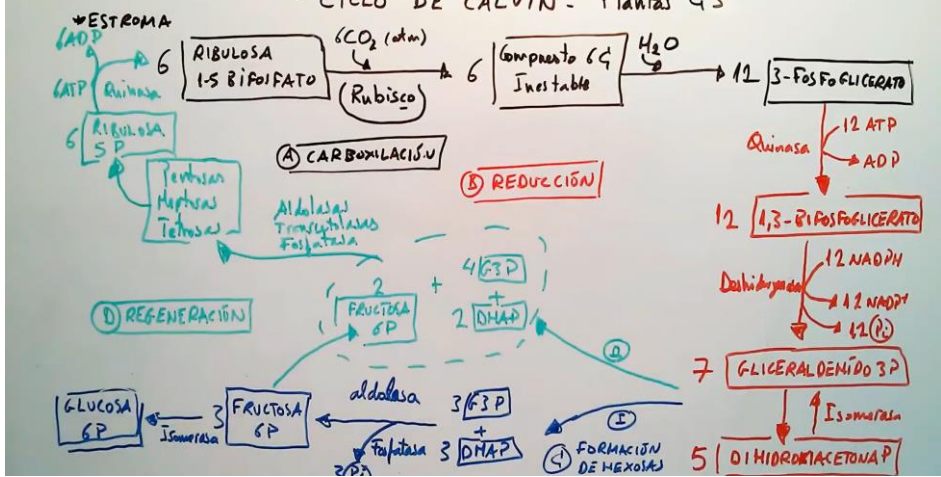 CICLO DE CALVIN - Plantas C3
*ESTROMA
6ADP
6ATP
Quinasa
6
RIBULOSA
1-5 BIFOSFATO
6CO₂ (atm)
Rubisco
6
Compuesto 6C
Inestable
H₂O
12
3-FOSFOGLICERATO
6
RIBULOSA
5P
Pentosas
Heptosas
Tetrosas
Ⓐ CARBOXILACIÓN
Quinasa
12 ATP
ADP
Ⓑ REDUCCIÓN
12
1,3-BIFOSFOGLICERATO
Aldolasas
Transcetolasas
Fosfatasa
12 NADPH
12 NADP⁺
12 Pi
2
FRUCTOSA
6P
+
4 G3P
+
2 DHAP
Ⓓ REGENERACIÓN
7
GLICERALDEHÍDO 3P
Isomerasa
5
DIHIDROXIACETONA P
GLUCOSA
6P
Isomerasa
3
FRUCTOSA
6P
aldolasa
Fosfatasa
3 Pi
3 G3P
+
3 DHAP
I
FORMACIÓN
DE HEXOSAS